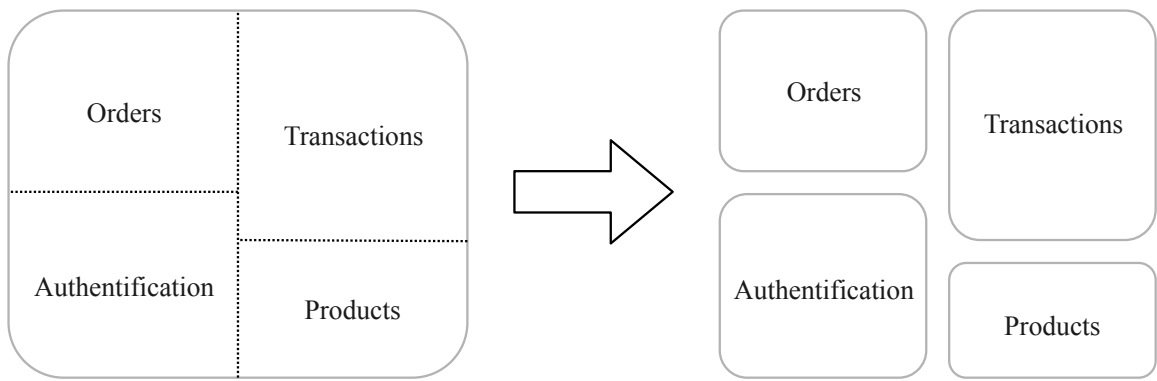 Orders
Transactions
Authentification
Products
Orders
Transactions
Authentification
Products